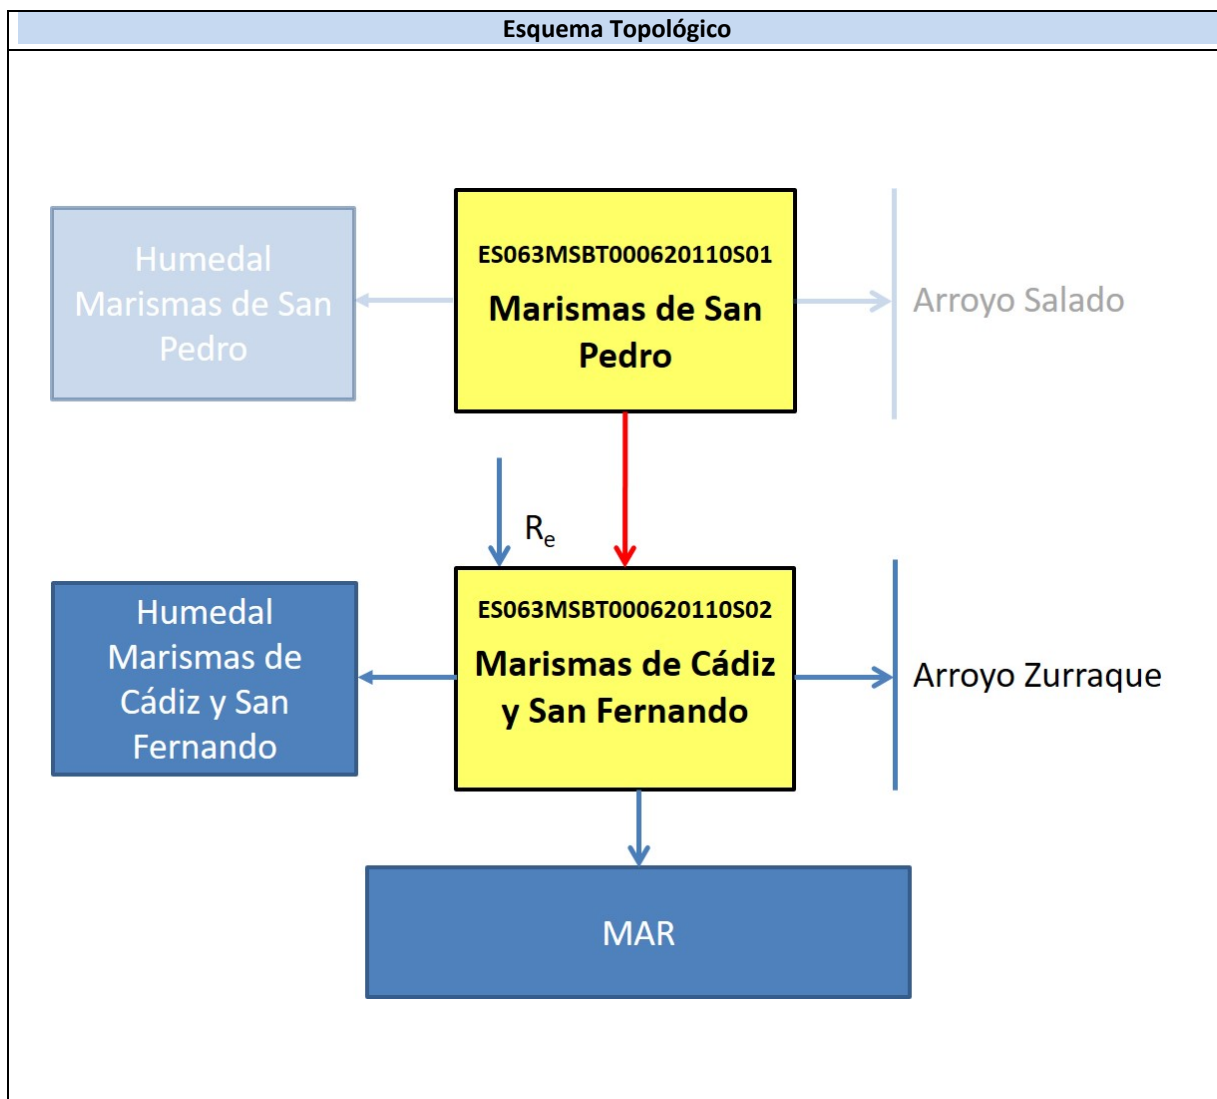 Esquema Topológico
Humedal
Marismas de San
Pedro
ES063MSBT000620110S01
Marismas de San
Pedro
Arroyo Salado
Re
Humedal
Marismas de
Cádiz y San
Fernando
ES063MSBT000620110S02
Marismas de Cádiz
y San Fernando
Arroyo Zurraque
MAR